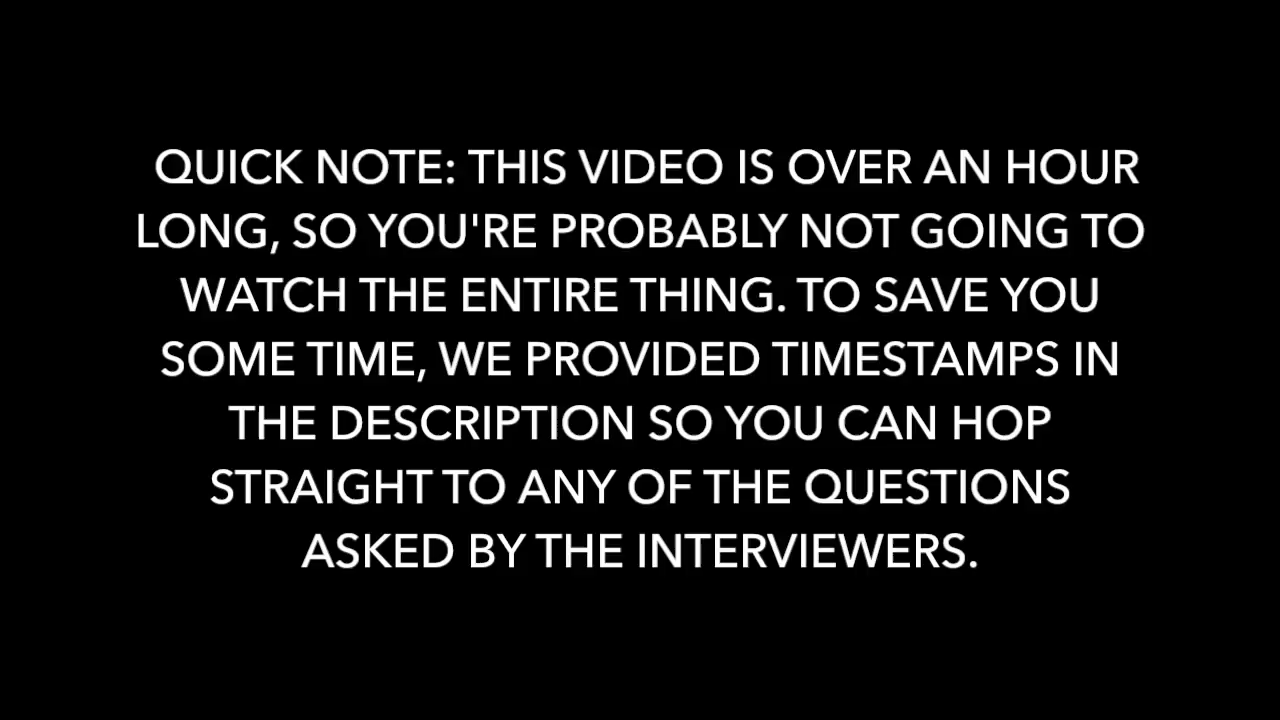 QUICK NOTE: THIS VIDEO IS OVER AN HOUR
LONG, SO YOU'RE PROBABLY NOT GOING TO
WATCH THE ENTIRE THING. TO SAVE YOU
SOME TIME, WE PROVIDED TIMESTAMPS IN
THE DESCRIPTION SO YOU CAN HOP
STRAIGHT TO ANY OF THE QUESTIONS
ASKED BY THE INTERVIEWERS.